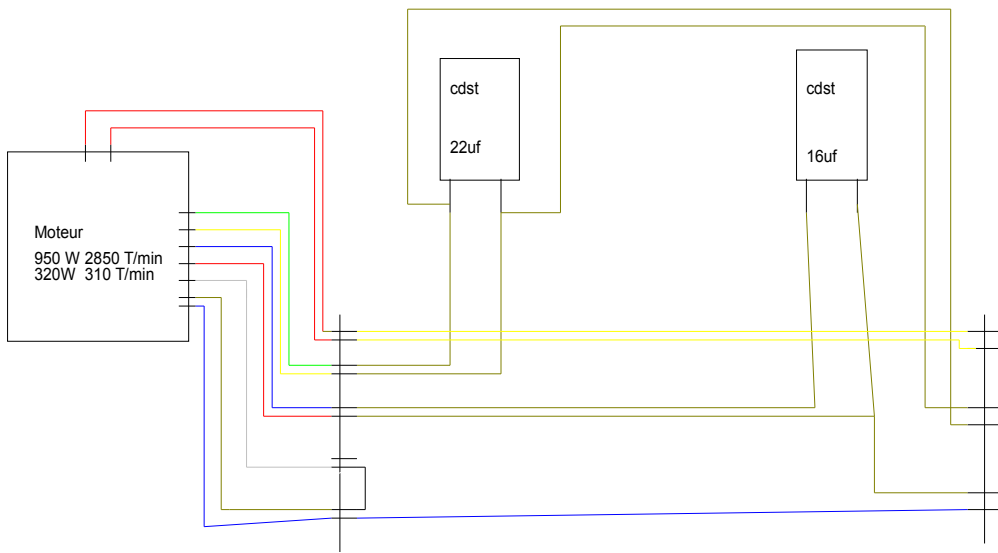 cdst
22uf
cdst
16uf
Moteur
950 W 2850 T/min
320W  310 T/min